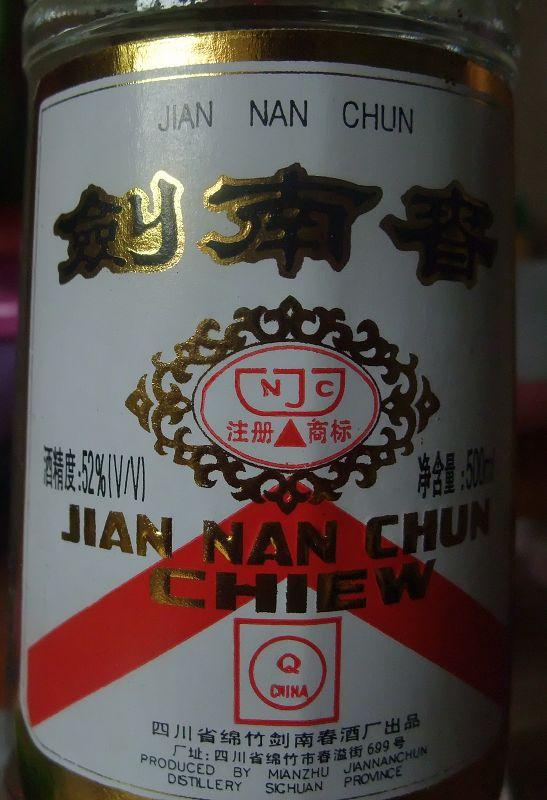 JIAN NAN CHUN
劍南春
NJC
注册商标
酒精度:52%(V/V)
净含量:500ml
JIAN NAN CHUN
CHIEW
Q
CHINA
四川省绵竹剑南春酒厂出品
厂址:四川省绵竹市春溢街699号
PRODUCED BY MIANZHU JIANNANCHUN
DISTILLERY SICHUAN PROVINCE